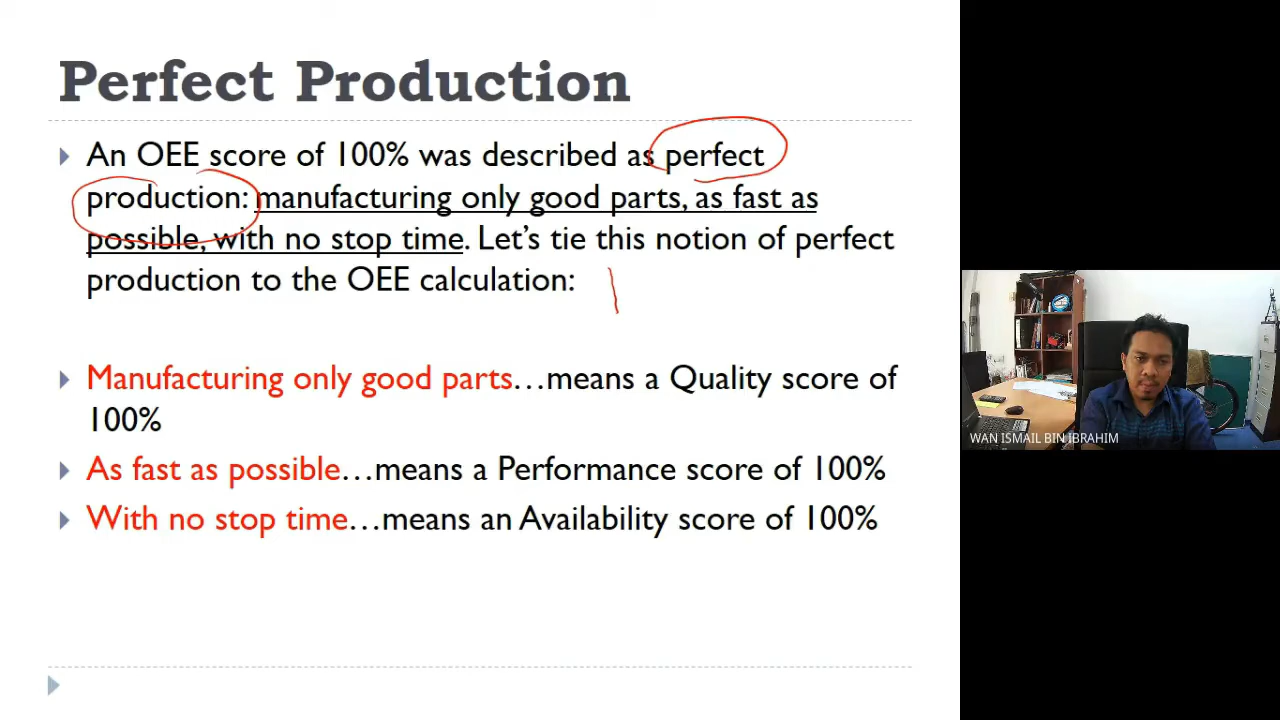 Perfect Production
An OEE score of 100% was described as perfect
production: manufacturing only good parts, as fast as
possible, with no stop time. Let's tie this notion of perfect
production to the OEE calculation:
Manufacturing only good parts…means a Quality score of
100%
As fast as possible…means a Performance score of 100%
With no stop time…means an Availability score of 100%
WAN ISMAIL BIN IBRAHIM